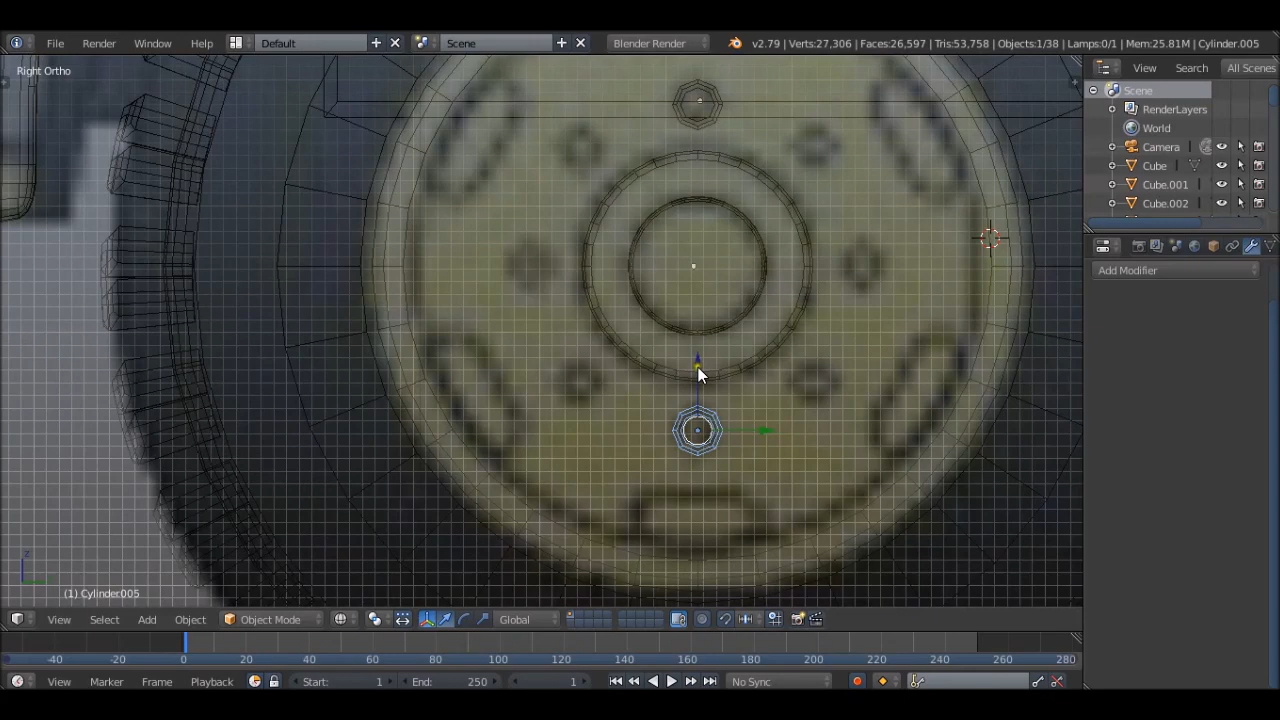 File Render Window Help Default Scene Blender Render v2.79 | Verts:27,306 | Faces:26,597 | Tris:53,758 | Objects:1/38 | Lamps:0/1 | Mem:25.81M | Cylinder.005
Right Ortho
View Search All Scenes
Scene
RenderLayers
World
Camera
Cube
Cube.001
Cube.002
Add Modifier
z
(1) Cylinder.005
View Select Add Object Object Mode Global
-40 -20 0 20 40 60 80 100 120 140 160 180 200 220 240 260 280
View Marker Frame Playback Start: 1 End: 250 1 No Sync